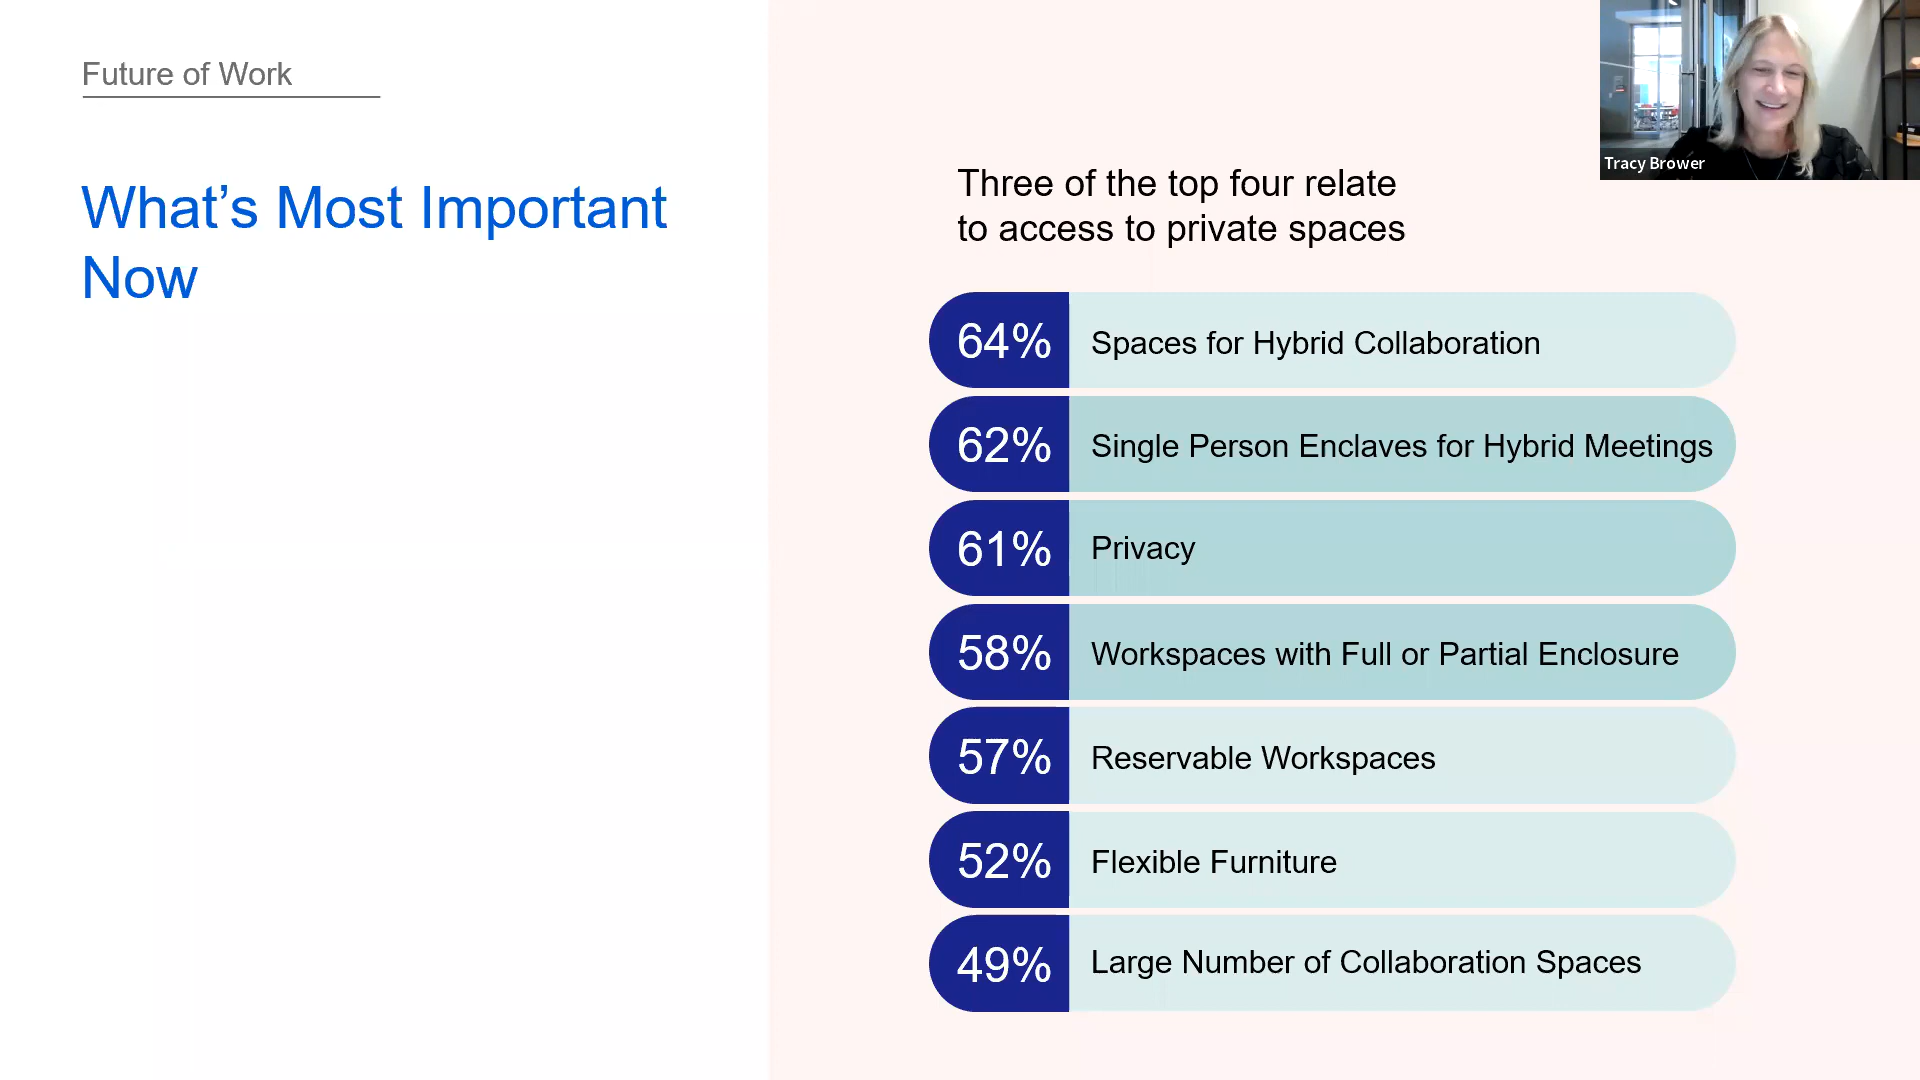 Future of Work
What’s Most Important
Now
Three of the top four relate
to access to private spaces
64% Spaces for Hybrid Collaboration
62% Single Person Enclaves for Hybrid Meetings
61% Privacy
58% Workspaces with Full or Partial Enclosure
57% Reservable Workspaces
52% Flexible Furniture
49% Large Number of Collaboration Spaces
Tracy Brower